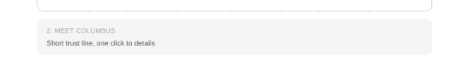 2. MEET COLUMBUS
Short trust line, one click to details